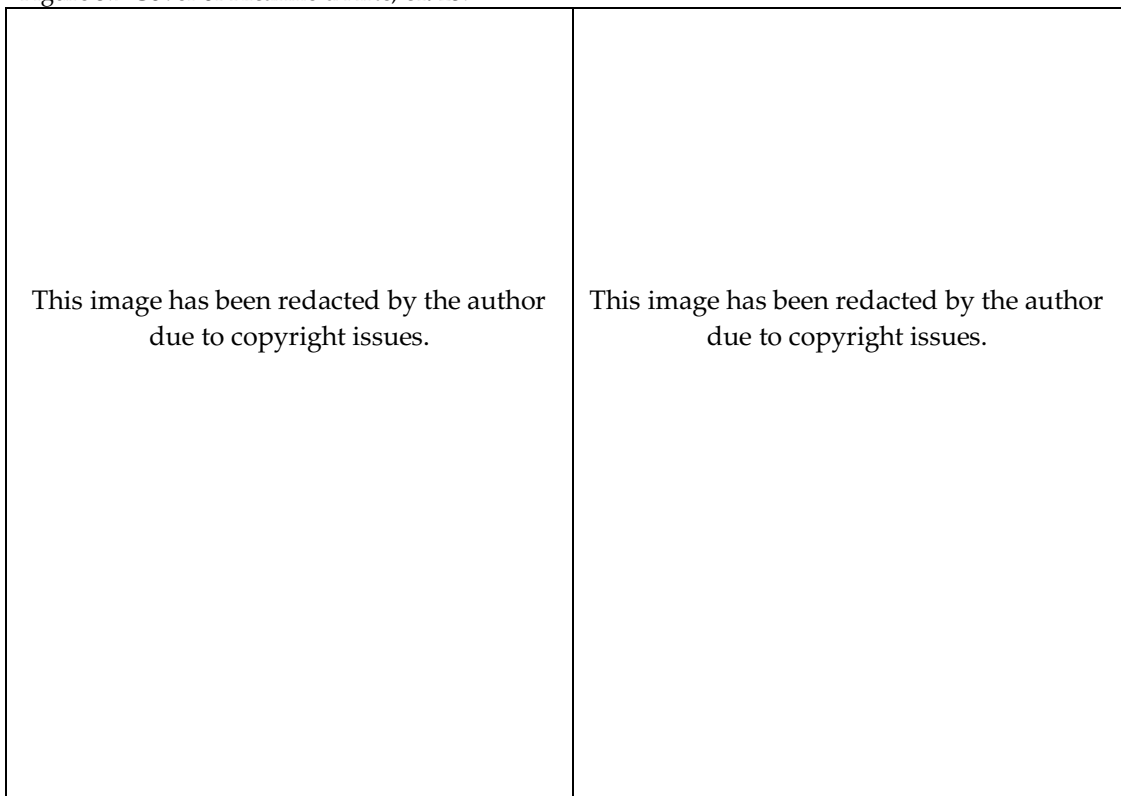 This image has been redacted by the author
due to copyright issues.
This image has been redacted by the author
due to copyright issues.